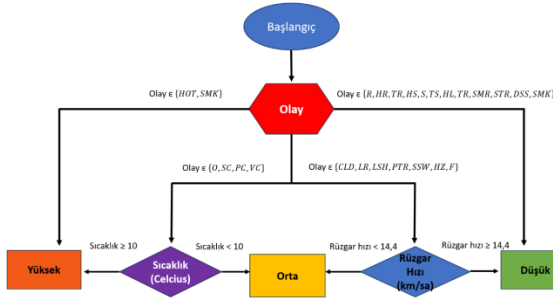 Başlangıç
Olay ε {HOT, SMK}
Olay ε {R, HR, TR, HS, S, TS, HL, TR, SMR, STR, DSS, SMK}
Olay
Olay ε {O, SC, PC, VC}
Olay ε {CLD, LR, LSH, PTR, SSW, HZ, F}
Sıcaklık ≥ 10
Sıcaklık < 10
Rüzgar hızı < 14,4
Rüzgar hızı ≥ 14,4
Yüksek
Sıcaklık
(Celcius)
Orta
Rüzgar
Hızı
(km/sa)
Düşük